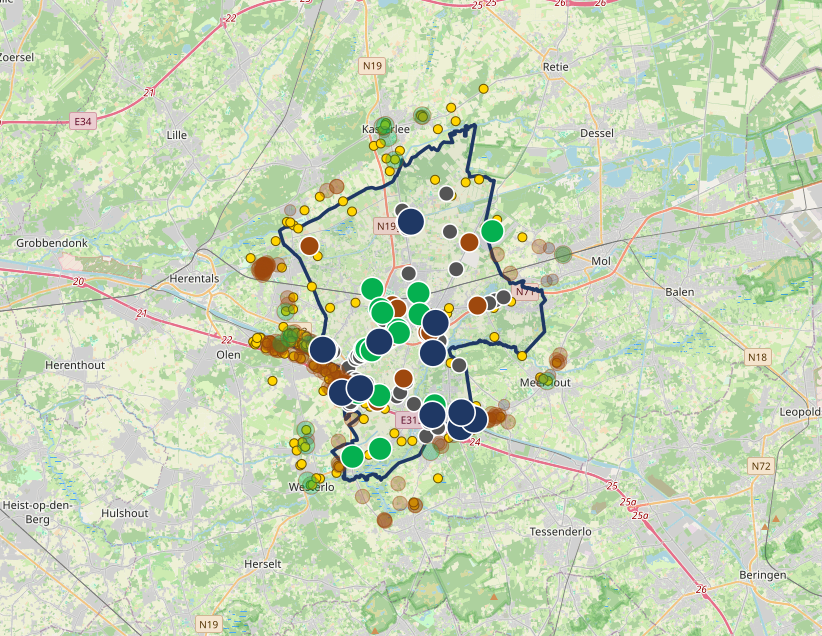 25
26
26
22
Zoersel
N19
Retie
21
E34
Lille
Kasterlee
Dessel
N19
Grobbendonk
Mol
20
Herentals
N71
Balen
22
Olen
Herenthout
N18
Meerhout
E313
Leopold
24
N72
Westerlo
25
25a
25a
Heist-op-den-
Berg
Hulshout
Tessenderlo
Herselt
Beringen
26
N19